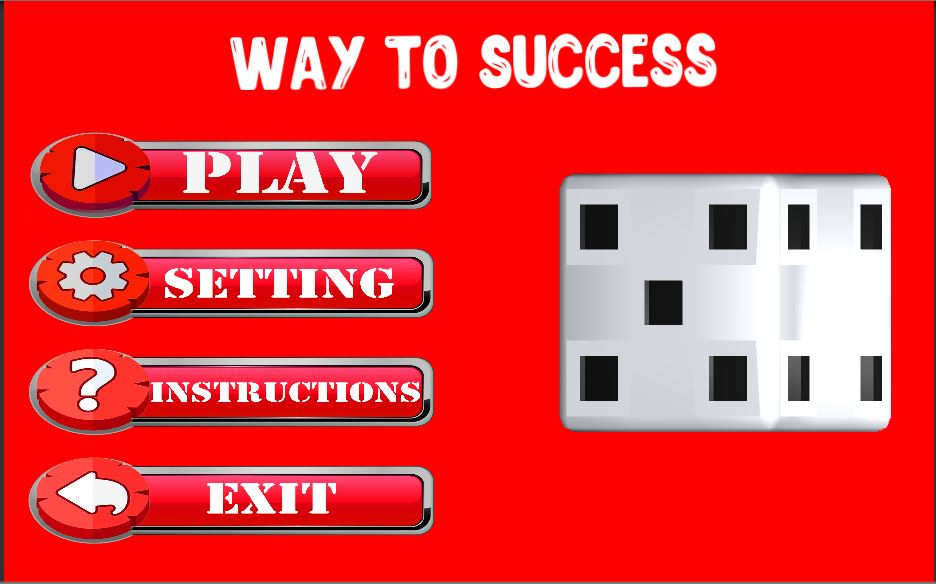 WAY TO SUCCESS
PLAY
SETTING
INSTRUCTIONS
EXIT